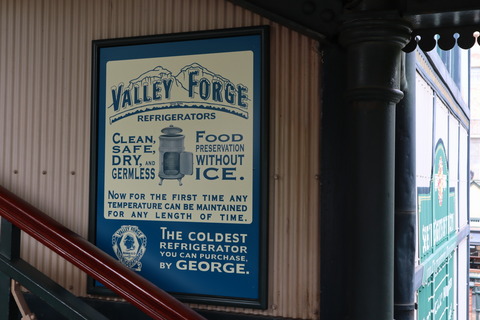 VALLEY FORGE
REFRIGERATORS
CLEAN,
SAFE,
DRY, AND
GERMLESS
FOOD
PRESERVATION
WITHOUT
ICE.
NOW FOR THE FIRST TIME ANY
TEMPERATURE CAN BE MAINTAINED
FOR ANY LENGTH OF TIME.
THE COLDEST
REFRIGERATOR
YOU CAN PURCHASE,
BY GEORGE.